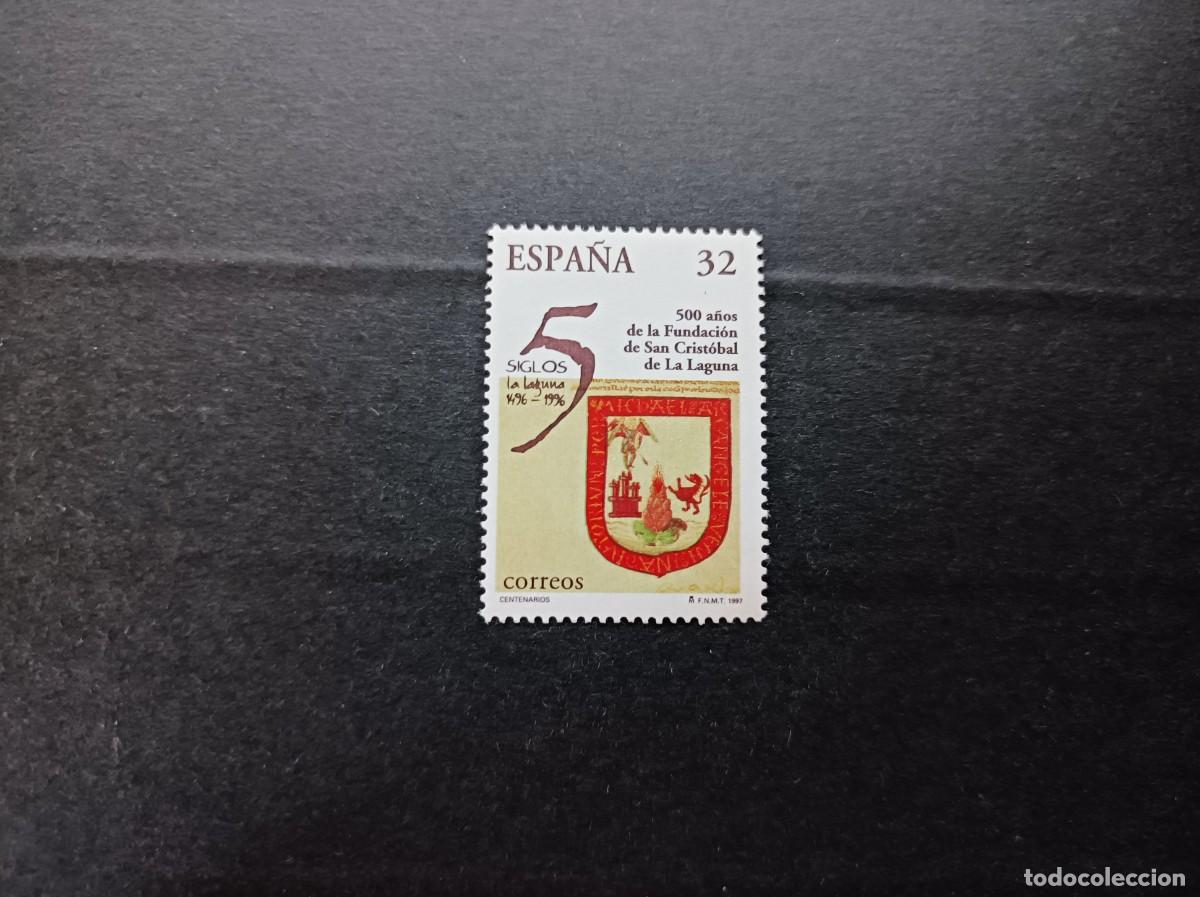 ESPAÑA 32
5
SIGLOS
la laguna
1496 – 1996
500 años
de la Fundación
de San Cristóbal
de La Laguna
MICHAEL
correos
CENTENARIOS
F.N.M.T. 1997
todocoleccion